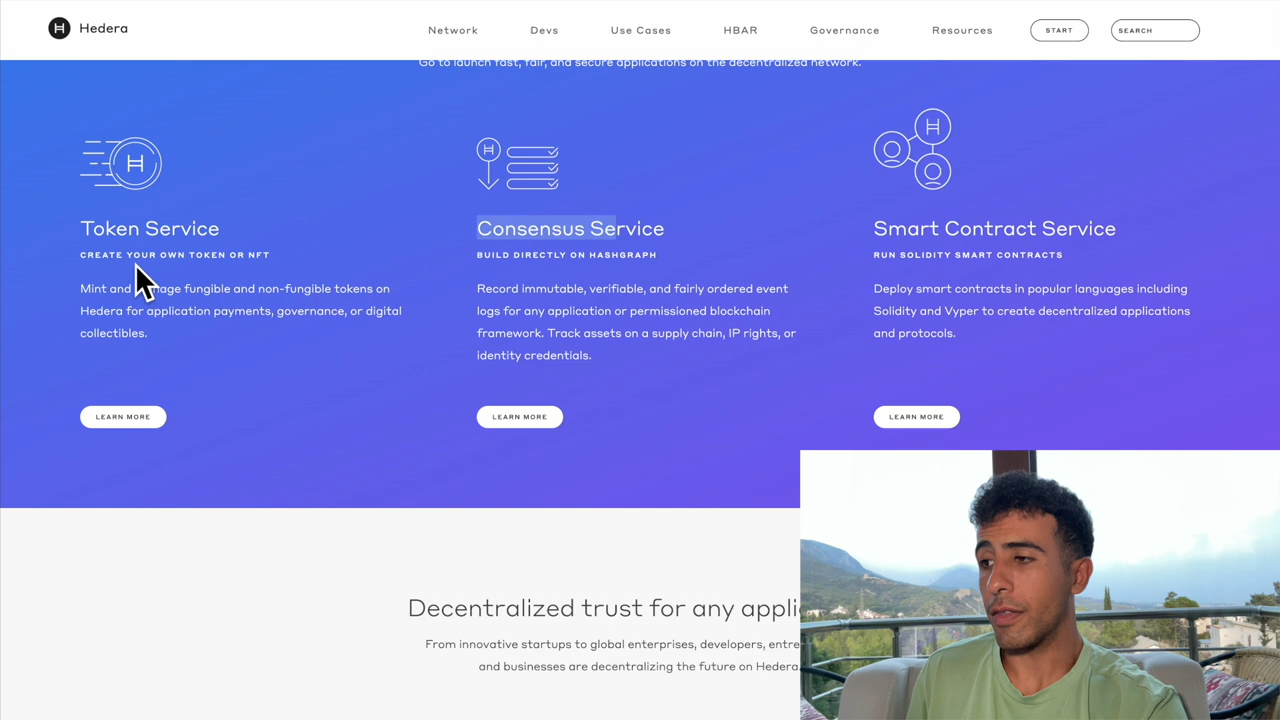 Hedera
Network Devs Use Cases HBAR Governance Resources START SEARCH
Go to launch fast, fair, and secure applications on the decentralized network.
Token Service
CREATE YOUR OWN TOKEN OR NFT
Mint and age fungible and non-fungible tokens on
Hedera for application payments, governance, or digital
collectibles.
LEARN MORE
Consensus Service
BUILD DIRECTLY ON HASHGRAPH
Record immutable, verifiable, and fairly ordered event
logs for any application or permissioned blockchain
framework. Track assets on a supply chain, IP rights, or
identity credentials.
LEARN MORE
Smart Contract Service
RUN SOLIDITY SMART CONTRACTS
Deploy smart contracts in popular languages including
Solidity and Vyper to create decentralized applications
and protocols.
LEARN MORE
Decentralized trust for any appli
From innovative startups to global enterprises, developers, entre
and businesses are decentralizing the future on Hedera.